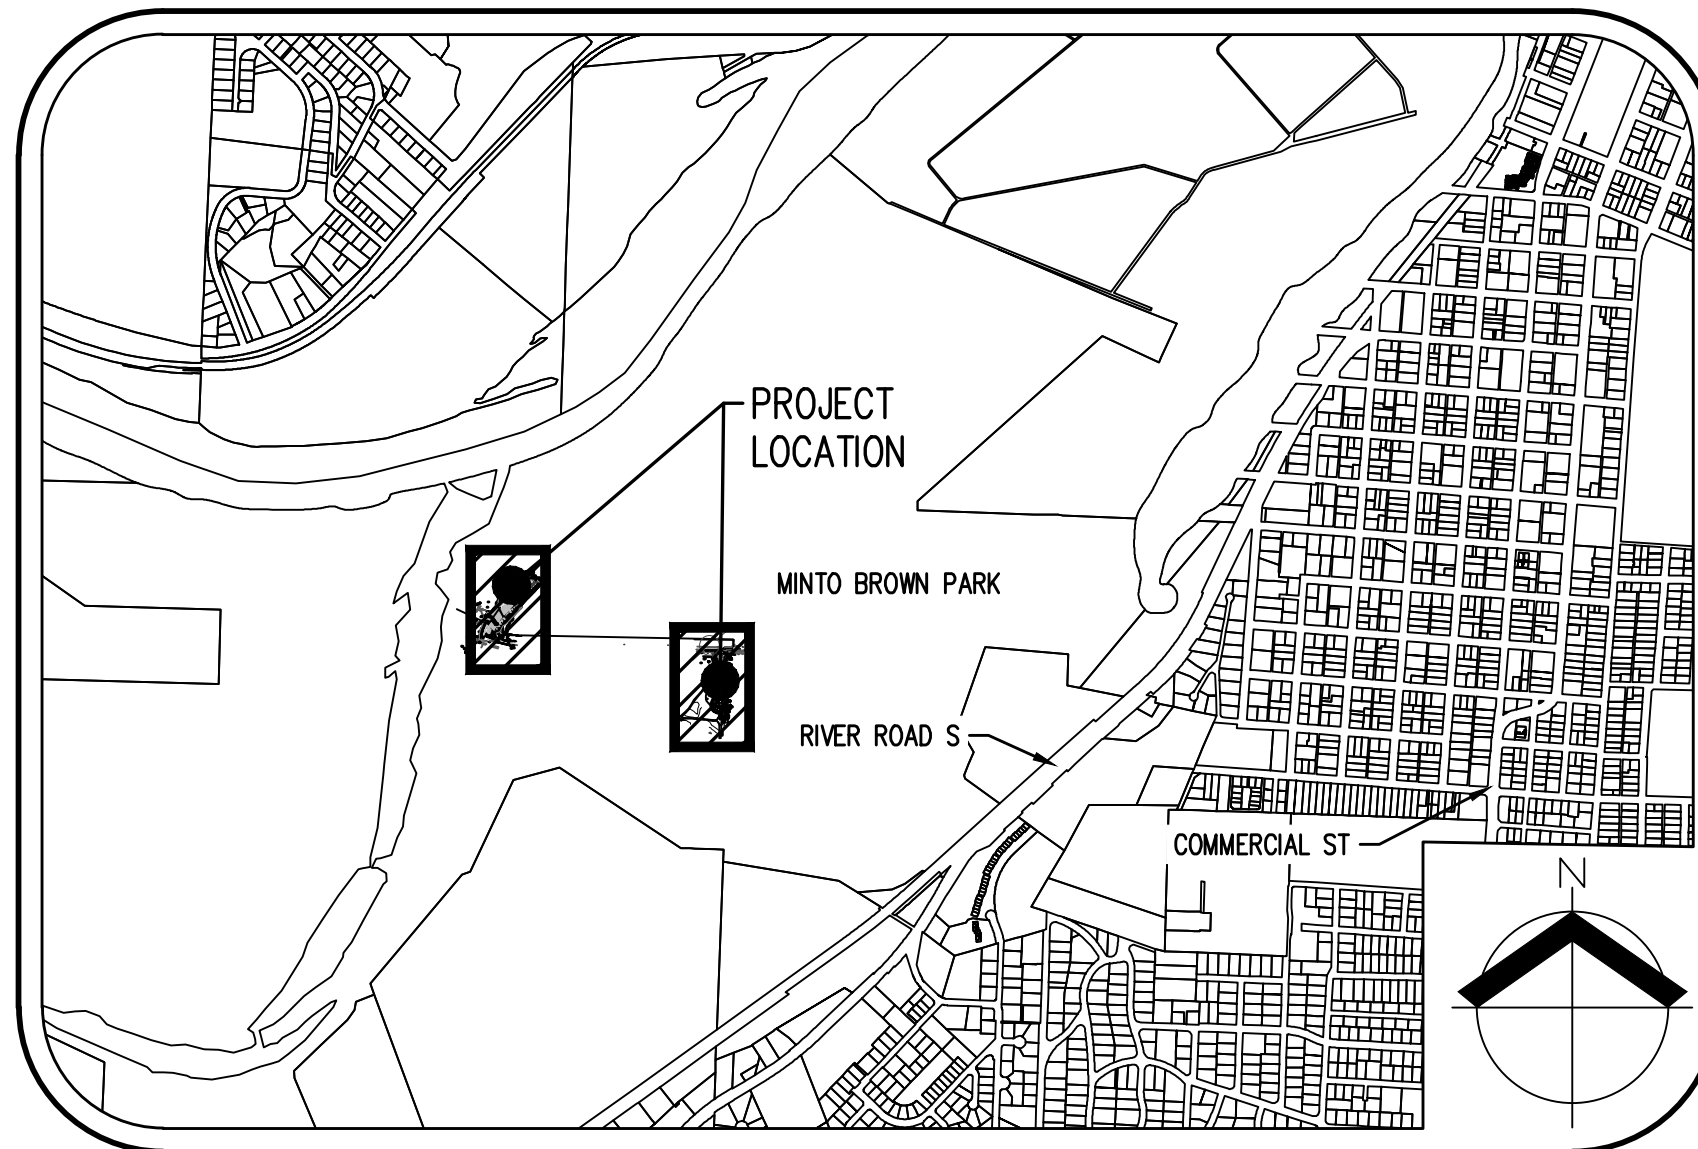 PROJECT
LOCATION
MINTO BROWN PARK
RIVER ROAD S
COMMERCIAL ST
N